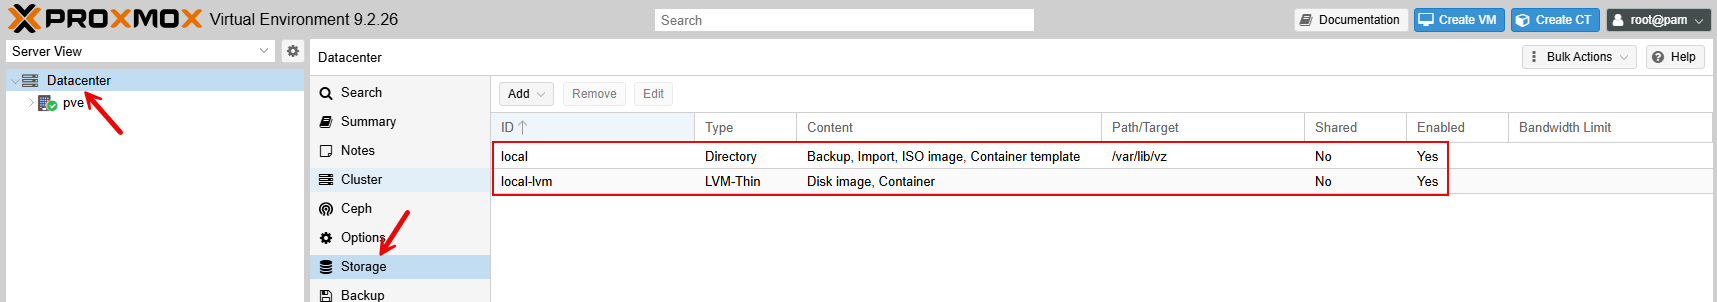 PROXMOX Virtual Environment 9.2.26 Search Documentation Create VM Create CT root@pam
Server View
Datacenter
pve
Datacenter Bulk Actions Help
Search
Summary
Notes
Cluster
Ceph
Options
Storage
Backup
Add Remove Edit
ID Type Content Path/Target Shared Enabled Bandwidth Limit
local Directory Backup, Import, ISO image, Container template /var/lib/vz No Yes
local-lvm LVM-Thin Disk image, Container No Yes